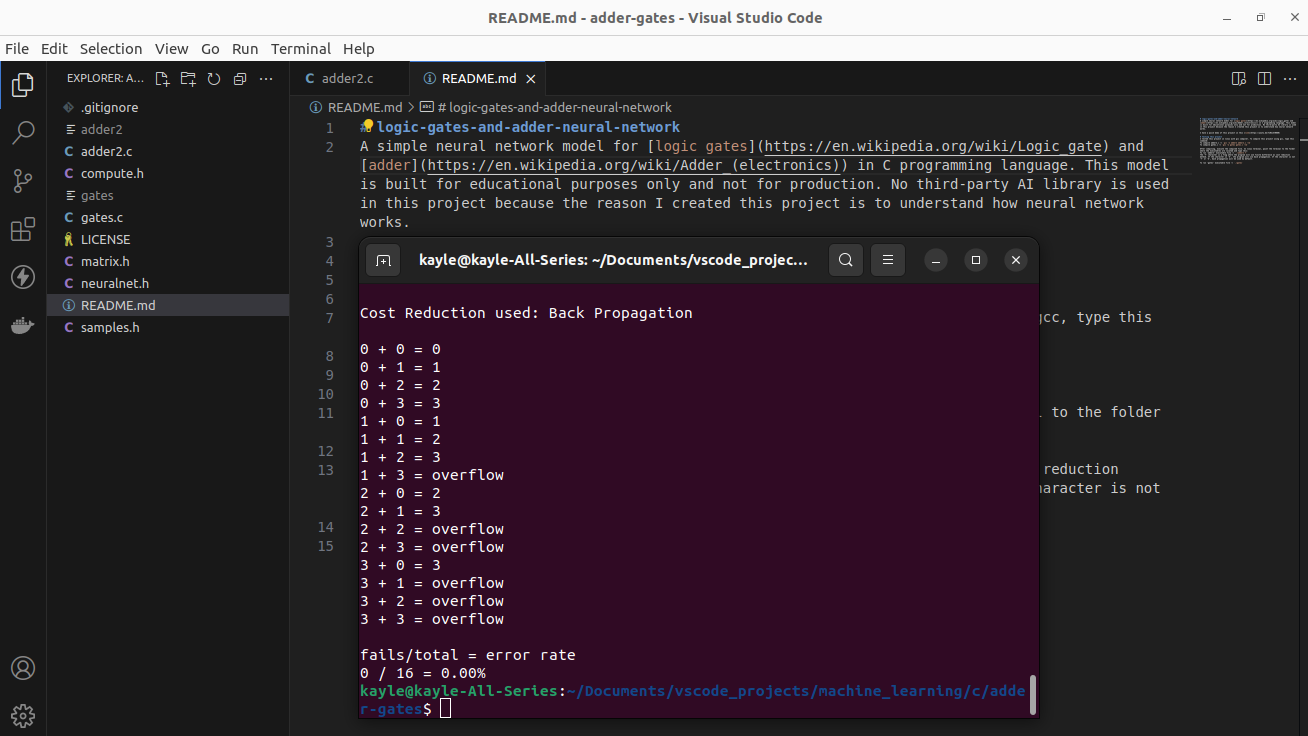 README.md - adder-gates - Visual Studio Code
File Edit Selection View Go Run Terminal Help
EXPLORER: A...
adder2.c
README.md
.gitignore
adder2
adder2.c
compute.h
gates
gates.c
LICENSE
matrix.h
neuralnet.h
README.md
samples.h
README.md > # logic-gates-and-adder-neural-network
1 # logic-gates-and-adder-neural-network
2 A simple neural network model for [logic gates](https://en.wikipedia.org/wiki/Logic_gate) and
[adder](https://en.wikipedia.org/wiki/Adder_(electronics)) in C programming language. This model
is built for educational purposes only and not for production. No third-party AI library is used
in this project because the reason I created this project is to understand how neural network
works.
3
4
5
6
7 gcc, type this
8
9
10
11 to the folder
12
13 reduction
haracter is not
14
15
kayle@kayle-All-Series: ~/Documents/vscode_projec...
Cost Reduction used: Back Propagation
0 + 0 = 0
0 + 1 = 1
0 + 2 = 2
0 + 3 = 3
1 + 0 = 1
1 + 1 = 2
1 + 2 = 3
1 + 3 = overflow
2 + 0 = 2
2 + 1 = 3
2 + 2 = overflow
2 + 3 = overflow
3 + 0 = 3
3 + 1 = overflow
3 + 2 = overflow
3 + 3 = overflow
fails/total = error rate
0 / 16 = 0.00%
kayle@kayle-All-Series:~/Documents/vscode_projects/machine_learning/c/adde
r-gates$